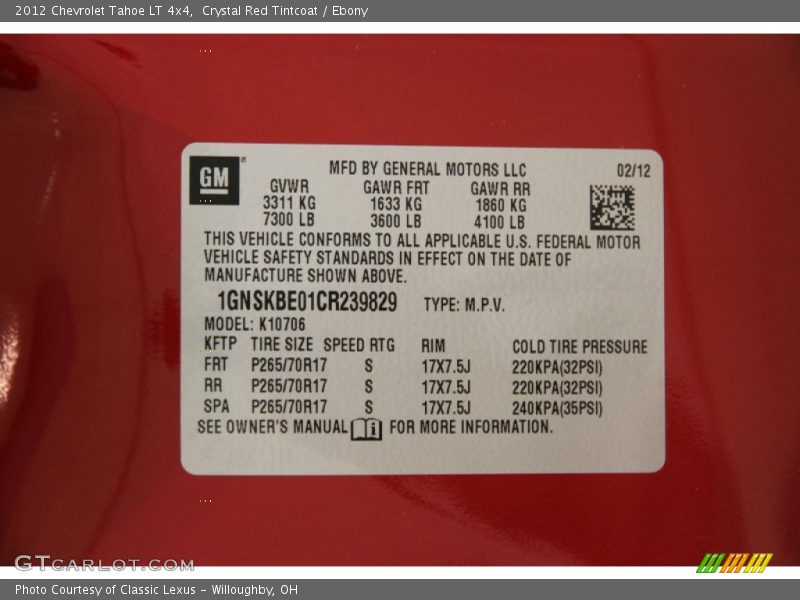 2012 Chevrolet Tahoe LT 4x4, Crystal Red Tintcoat / Ebony
GM®
MFD BY GENERAL MOTORS LLC 02/12
GVWR GAWR FRT GAWR RR
3311 KG 1633 KG 1860 KG
7300 LB 3600 LB 4100 LB
THIS VEHICLE CONFORMS TO ALL APPLICABLE U.S. FEDERAL MOTOR
VEHICLE SAFETY STANDARDS IN EFFECT ON THE DATE OF
MANUFACTURE SHOWN ABOVE.
1GNSKBE01CR239829 TYPE: M.P.V.
MODEL: K10706
KFTP TIRE SIZE SPEED RTG RIM COLD TIRE PRESSURE
FRT P265/70R17 S 17X7.5J 220KPA(32PSI)
RR P265/70R17 S 17X7.5J 220KPA(32PSI)
SPA P265/70R17 S 17X7.5J 240KPA(35PSI)
SEE OWNER'S MANUAL i FOR MORE INFORMATION.
GTCARLOT.COM
Photo Courtesy of Classic Lexus - Willoughby, OH